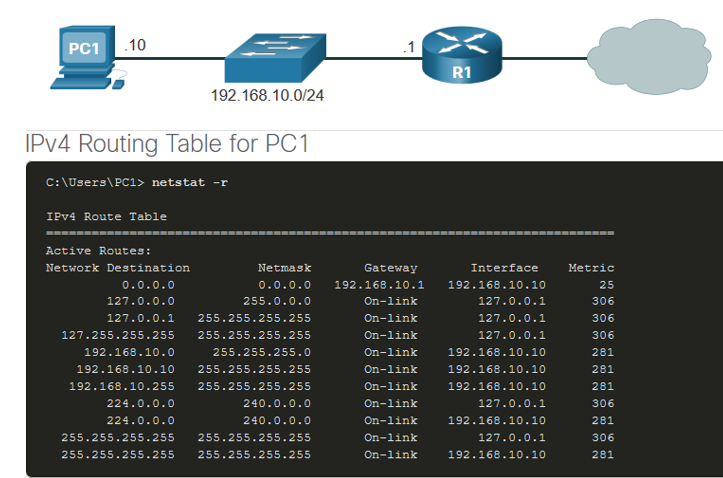 PC1 .10 .1 R1
192.168.10.0/24
IPv4 Routing Table for PC1
C:\Users\PC1> netstat -r
IPv4 Route Table
===========================================================================
Active Routes:
Network Destination Netmask Gateway Interface Metric
0.0.0.0 0.0.0.0 192.168.10.1 192.168.10.10 25
127.0.0.0 255.0.0.0 On-link 127.0.0.1 306
127.0.0.1 255.255.255.255 On-link 127.0.0.1 306
127.255.255.255 255.255.255.255 On-link 127.0.0.1 306
192.168.10.0 255.255.255.0 On-link 192.168.10.10 281
192.168.10.10 255.255.255.255 On-link 192.168.10.10 281
192.168.10.255 255.255.255.255 On-link 192.168.10.10 281
224.0.0.0 240.0.0.0 On-link 127.0.0.1 306
224.0.0.0 240.0.0.0 On-link 192.168.10.10 281
255.255.255.255 255.255.255.255 On-link 127.0.0.1 306
255.255.255.255 255.255.255.255 On-link 192.168.10.10 281